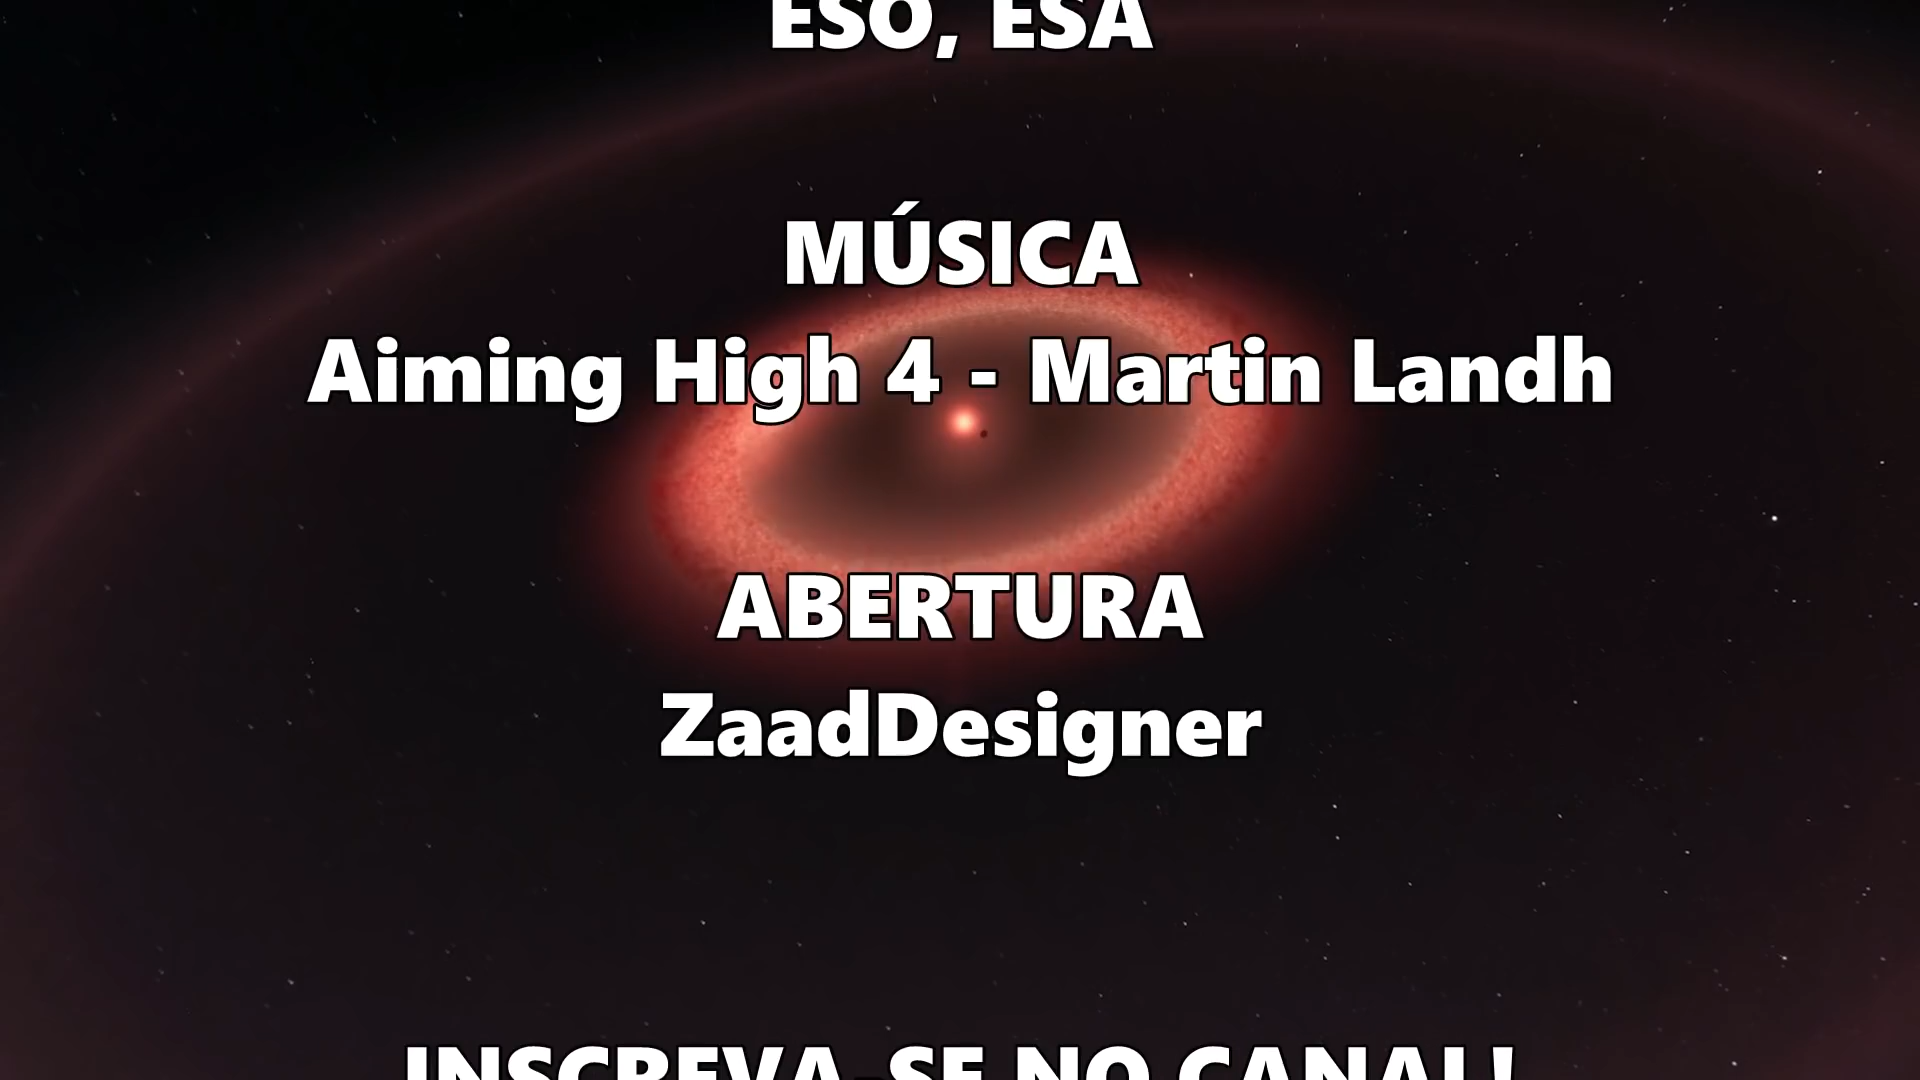 ESO, ESA
MÚSICA
Aiming High 4 - Martin Landh
ABERTURA
ZaadDesigner
INSCREVA-SE NO CANAL!